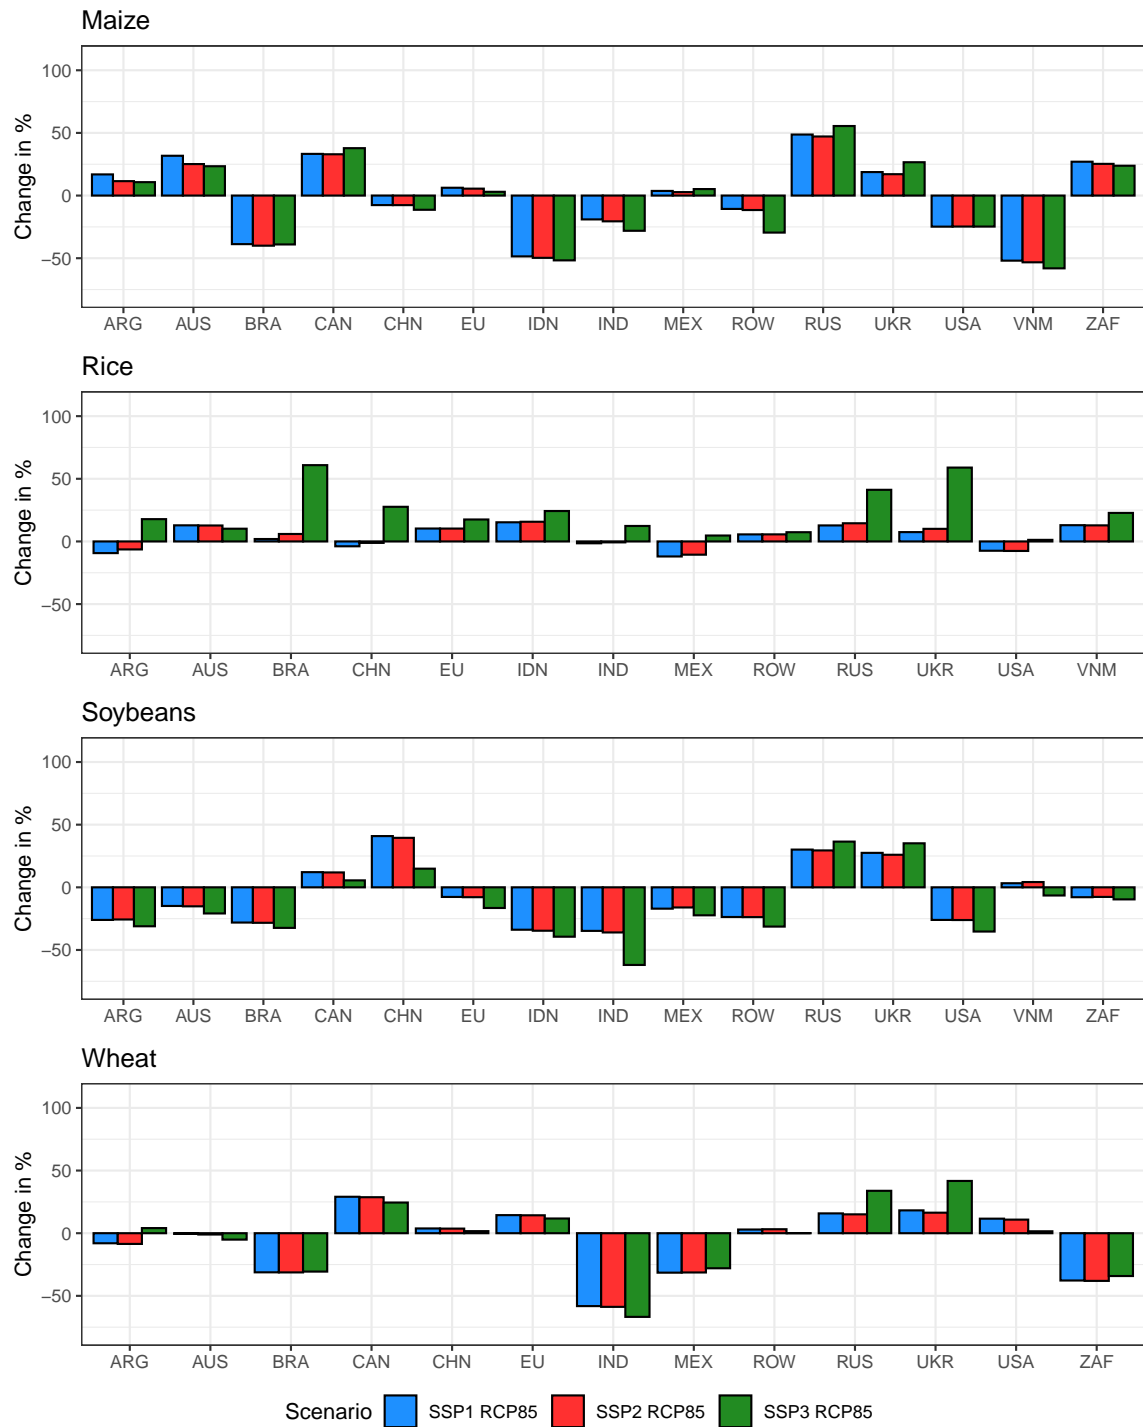 Maize
Change in %
100
50
0
−50
ARG AUS BRA CAN CHN EU IDN IND MEX ROW RUS UKR USA VNM ZAF
Rice
Change in %
100
50
0
−50
ARG AUS BRA CHN EU IDN IND MEX ROW RUS UKR USA VNM
Soybeans
Change in %
100
50
0
−50
ARG AUS BRA CAN CHN EU IDN IND MEX ROW RUS UKR USA VNM ZAF
Wheat
Change in %
100
50
0
−50
ARG AUS BRA CAN CHN EU IND MEX ROW RUS UKR USA ZAF
Scenario SSP1 RCP85 SSP2 RCP85 SSP3 RCP85